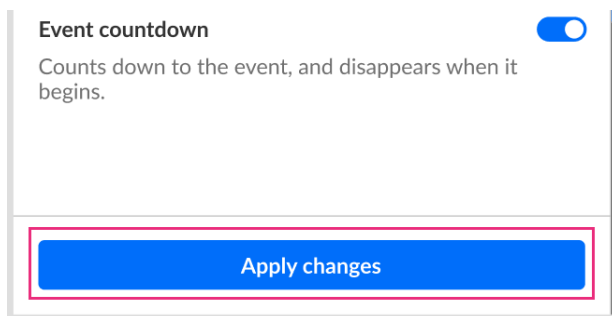 Event countdown
Counts down to the event, and disappears when it
begins.
Apply changes